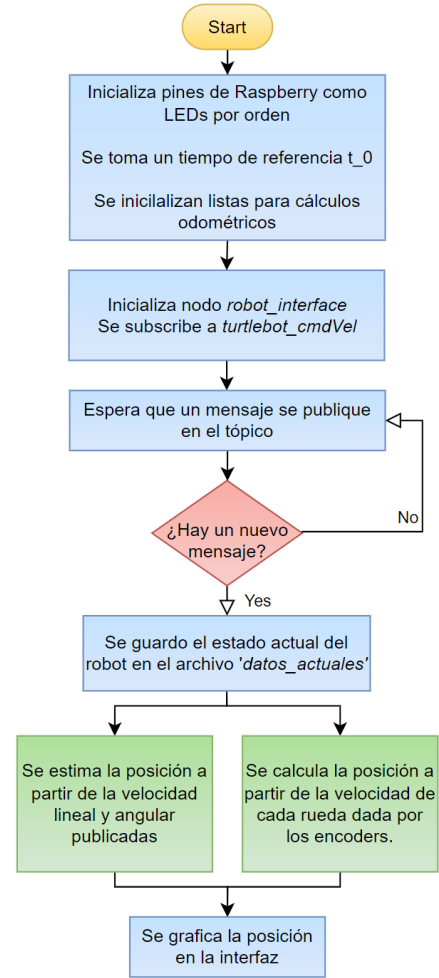 Start
Inicializa pines de Raspberry como
LEDs por orden
Se toma un tiempo de referencia t_0
Se inicilalizan listas para cálculos
odométricos
Inicializa nodo robot_interface
Se subscribe a turtlebot_cmdVel
Espera que un mensaje se publique
en el tópico
¿Hay un nuevo
mensaje?
No
Yes
Se guardo el estado actual del
robot en el archivo 'datos_actuales'
Se estima la posición a
partir de la velocidad
lineal y angular
publicadas
Se calcula la posición a
partir de la velocidad de
cada rueda dada por
los encoders.
Se grafica la posición
en la interfaz